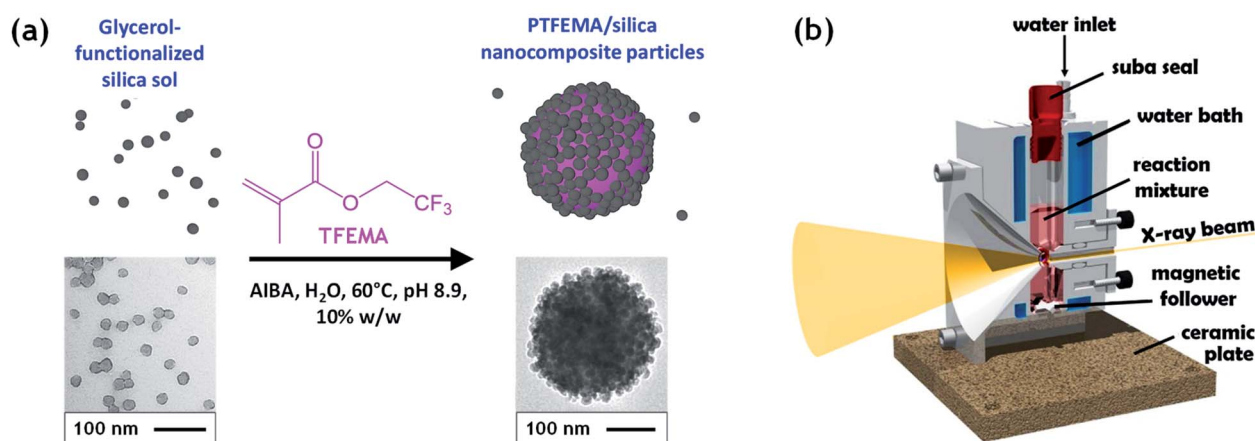 (a)
Glycerol-
functionalized
silica sol
PTFEMA/silica
nanocomposite particles
O
O
CF₃
TFEMA
AIBA, H₂O, 60°C, pH 8.9,
10% w/w
100 nm
100 nm
(b)
water inlet
suba seal
water bath
reaction
mixture
X-ray beam
magnetic
follower
ceramic
plate